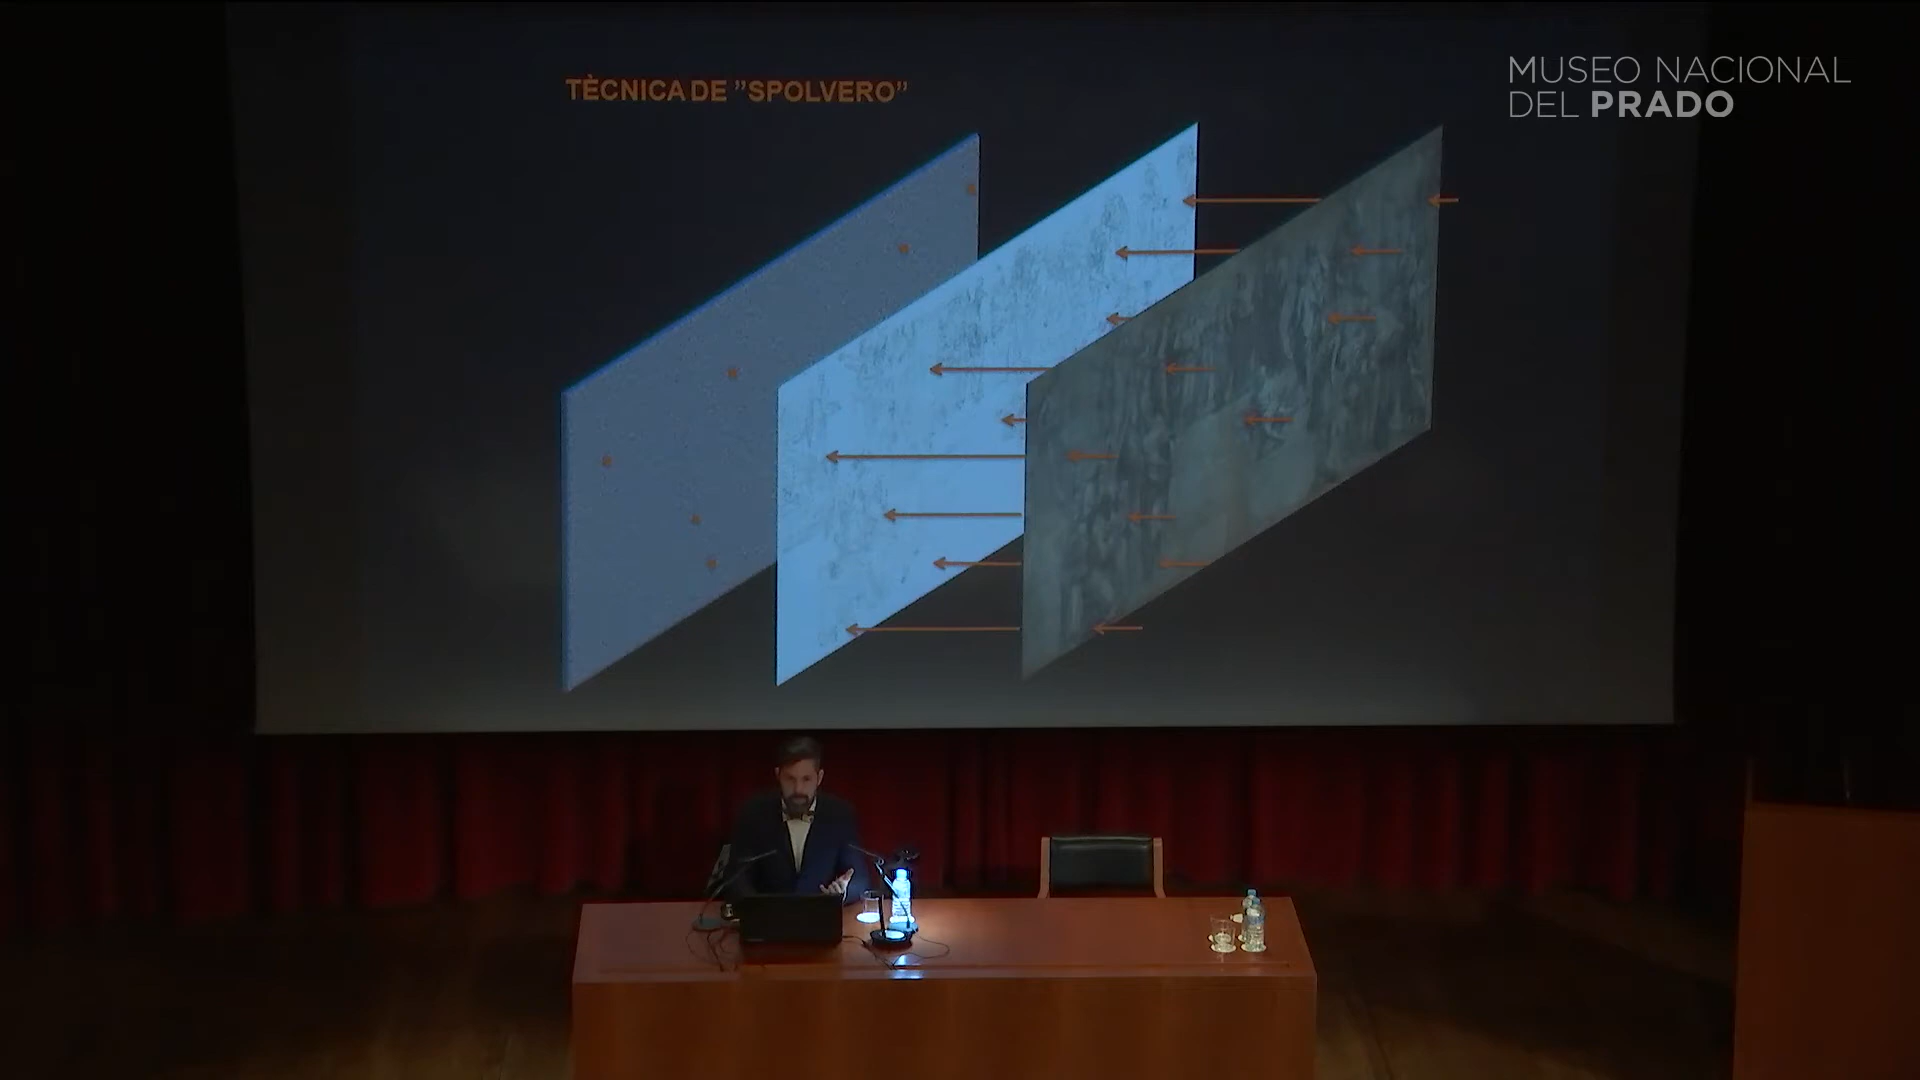 TÈCNICA DE ”SPOLVERO”
MUSEO NACIONAL
DEL PRADO